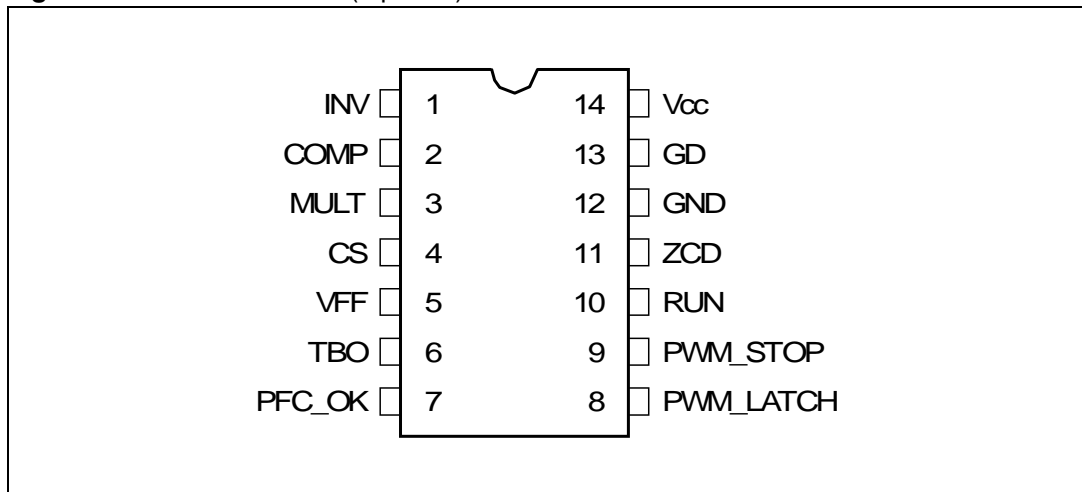 INV 1 14 Vcc
COMP 2 13 GD
MULT 3 12 GND
CS 4 11 ZCD
VFF 5 10 RUN
TBO 6 9 PWM_STOP
PFC_OK 7 8 PWM_LATCH